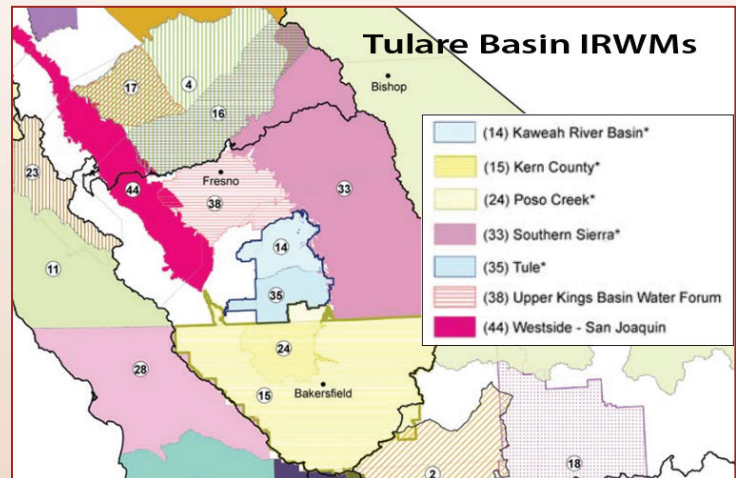 Tulare Basin IRWMs
Bishop
(14) Kaweah River Basin*
(15) Kern County*
(24) Poso Creek*
(33) Southern Sierra*
(35) Tule*
(38) Upper Kings Basin Water Forum
(44) Westside - San Joaquin
17
4
16
23
Fresno
44
33
38
14
11
35
24
28
15
Bakersfield
2
18